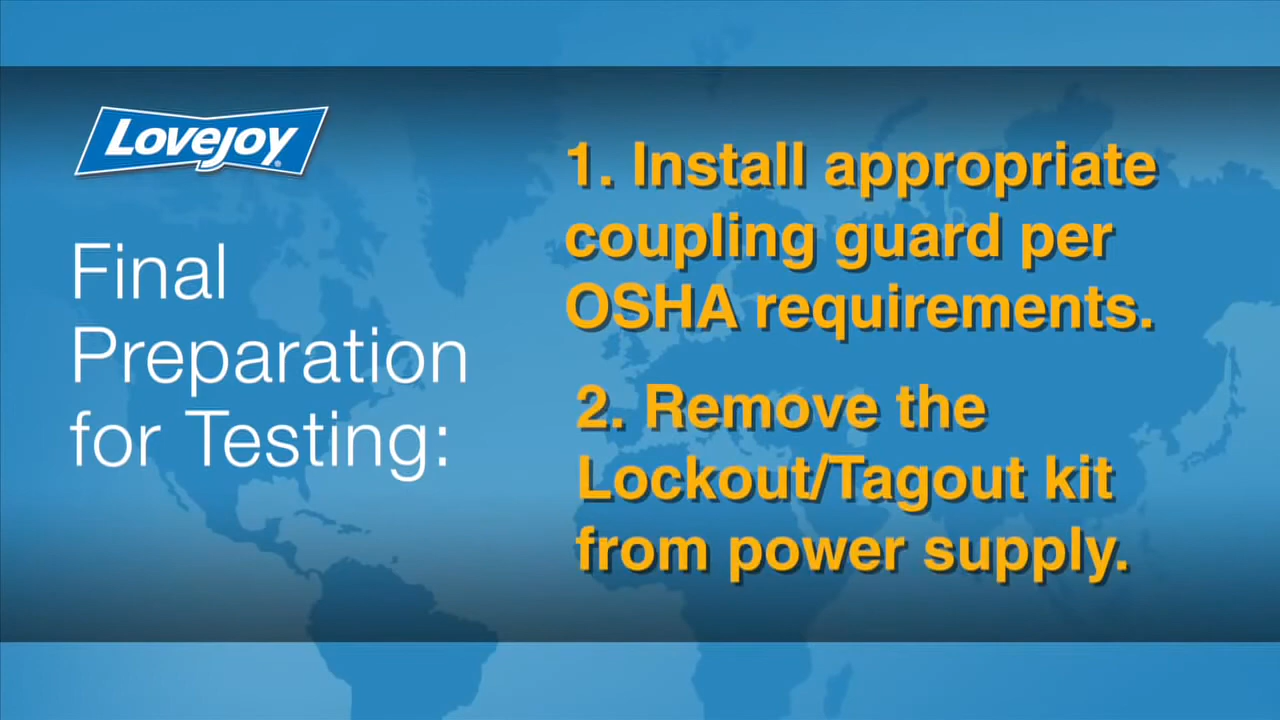 Lovejoy®
Final
Preparation
for Testing:
1. Install appropriate
coupling guard per
OSHA requirements.
2. Remove the
Lockout/Tagout kit
from power supply.